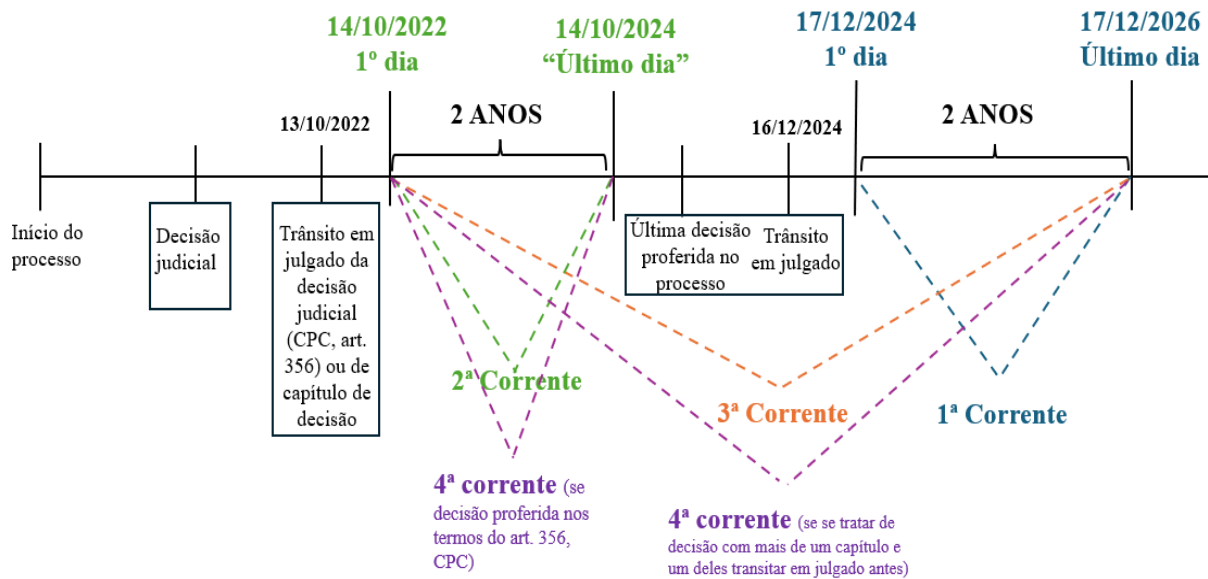 14/10/2022
1º dia
14/10/2024
“Último dia”
17/12/2024
1º dia
17/12/2026
Último dia
13/10/2022
2 ANOS
16/12/2024
2 ANOS
Início do
processo
Decisão
judicial
Trânsito em
julgado da
decisão
judicial
(CPC, art.
356) ou de
capítulo de
decisão
Última decisão
proferida no
processo
Trânsito
em julgado
2ª Corrente
3ª Corrente
1ª Corrente
4ª corrente (se
decisão proferida nos
termos do art. 356,
CPC)
4ª corrente (se se tratar de
decisão com mais de um capítulo e
um deles transitar em julgado antes)